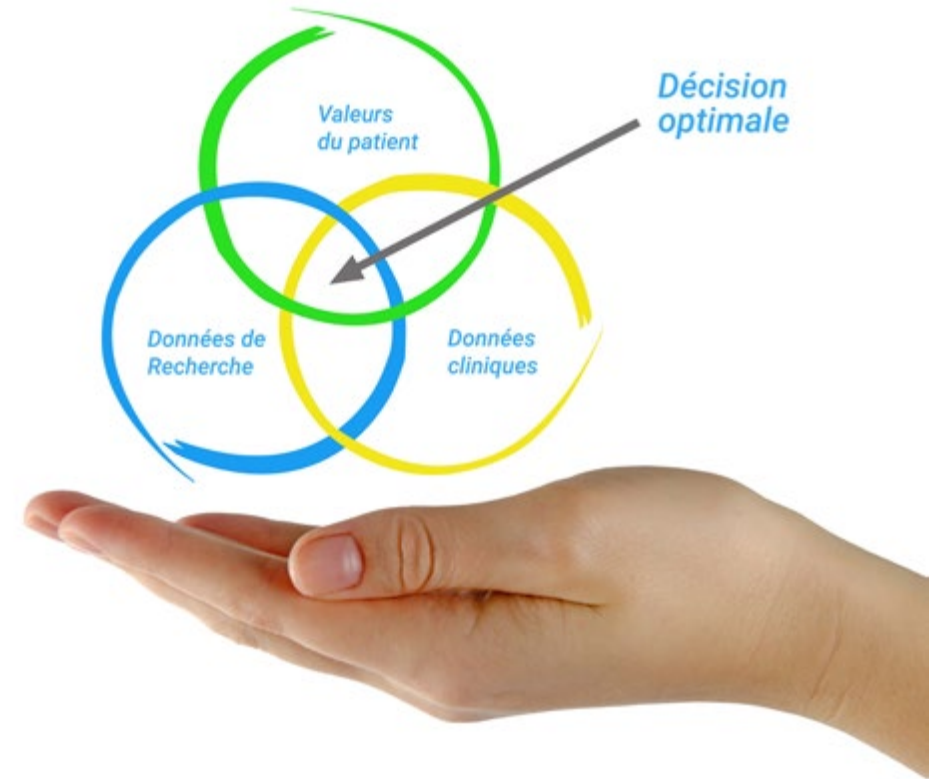 Valeurs
du patient
Décision
optimale
Données de
Recherche
Données
cliniques